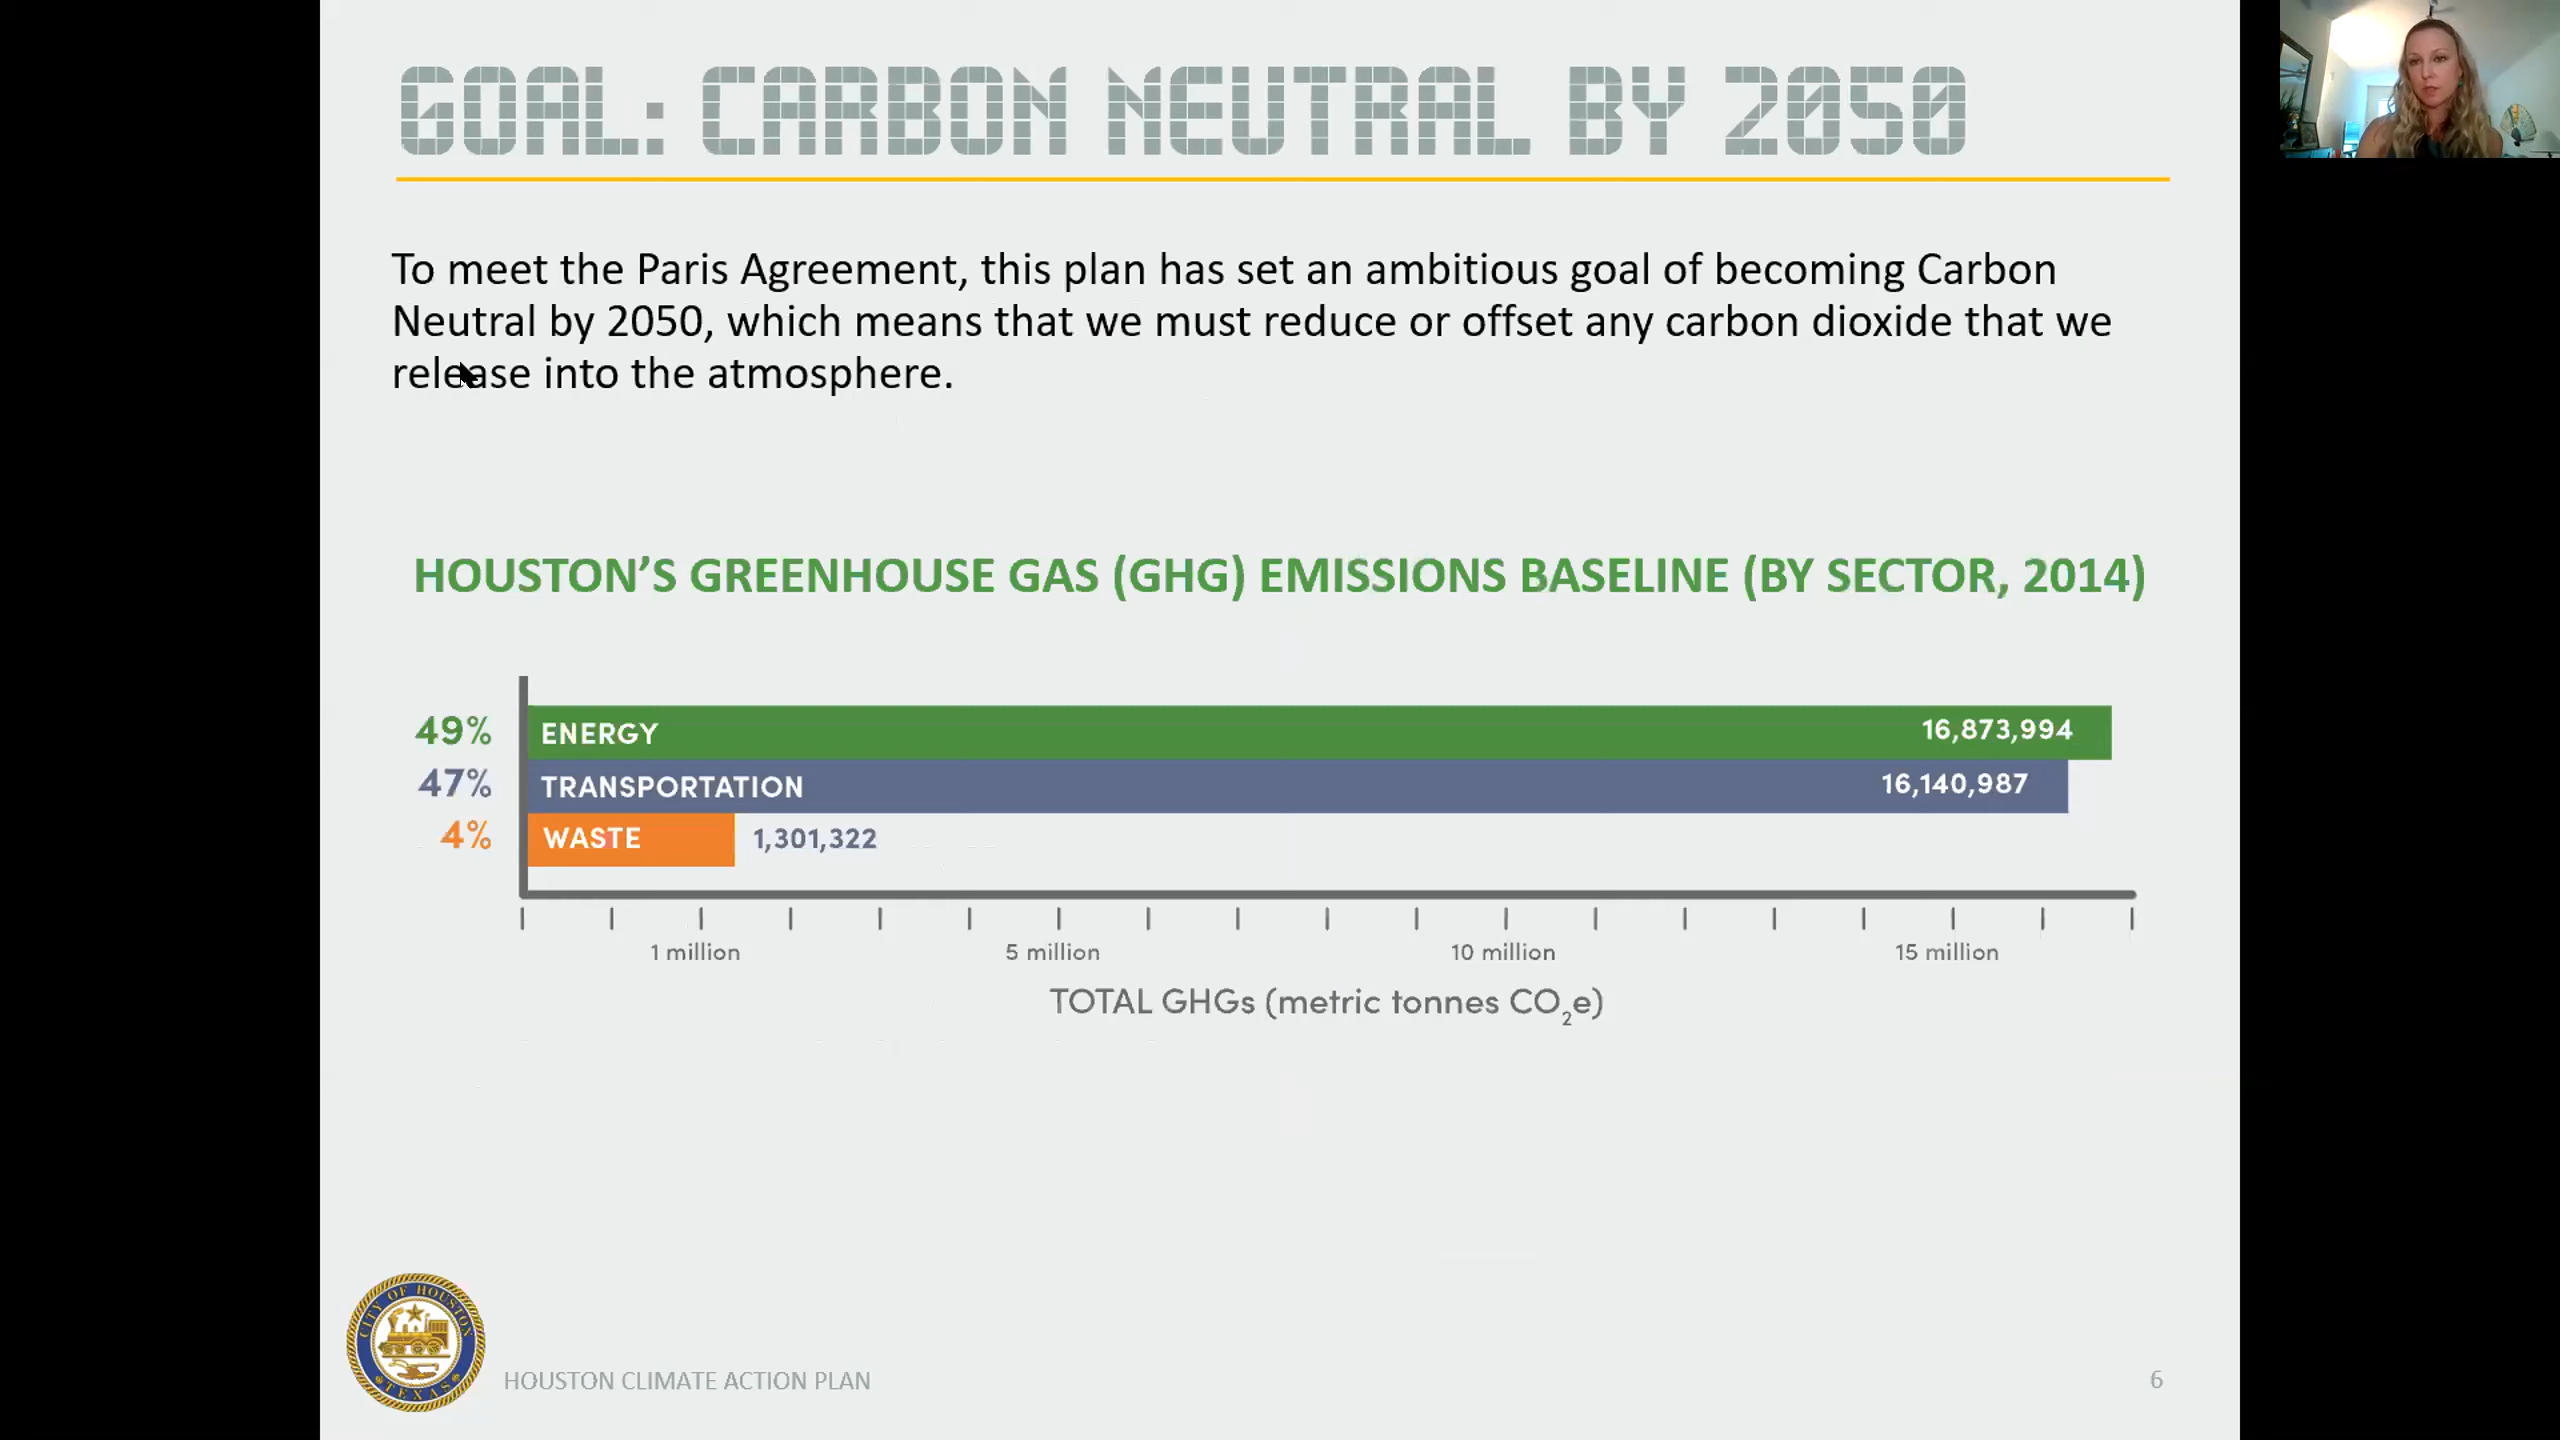 GOAL: CARBON NEUTRAL BY 2050
To meet the Paris Agreement, this plan has set an ambitious goal of becoming Carbon
Neutral by 2050, which means that we must reduce or offset any carbon dioxide that we
release into the atmosphere.
HOUSTON’S GREENHOUSE GAS (GHG) EMISSIONS BASELINE (BY SECTOR, 2014)
49% ENERGY 16,873,994
47% TRANSPORTATION 16,140,987
4% WASTE 1,301,322
1 million 5 million 10 million 15 million
TOTAL GHGs (metric tonnes CO₂e)
CITY OF HOUSTON
TEXAS
HOUSTON CLIMATE ACTION PLAN
6